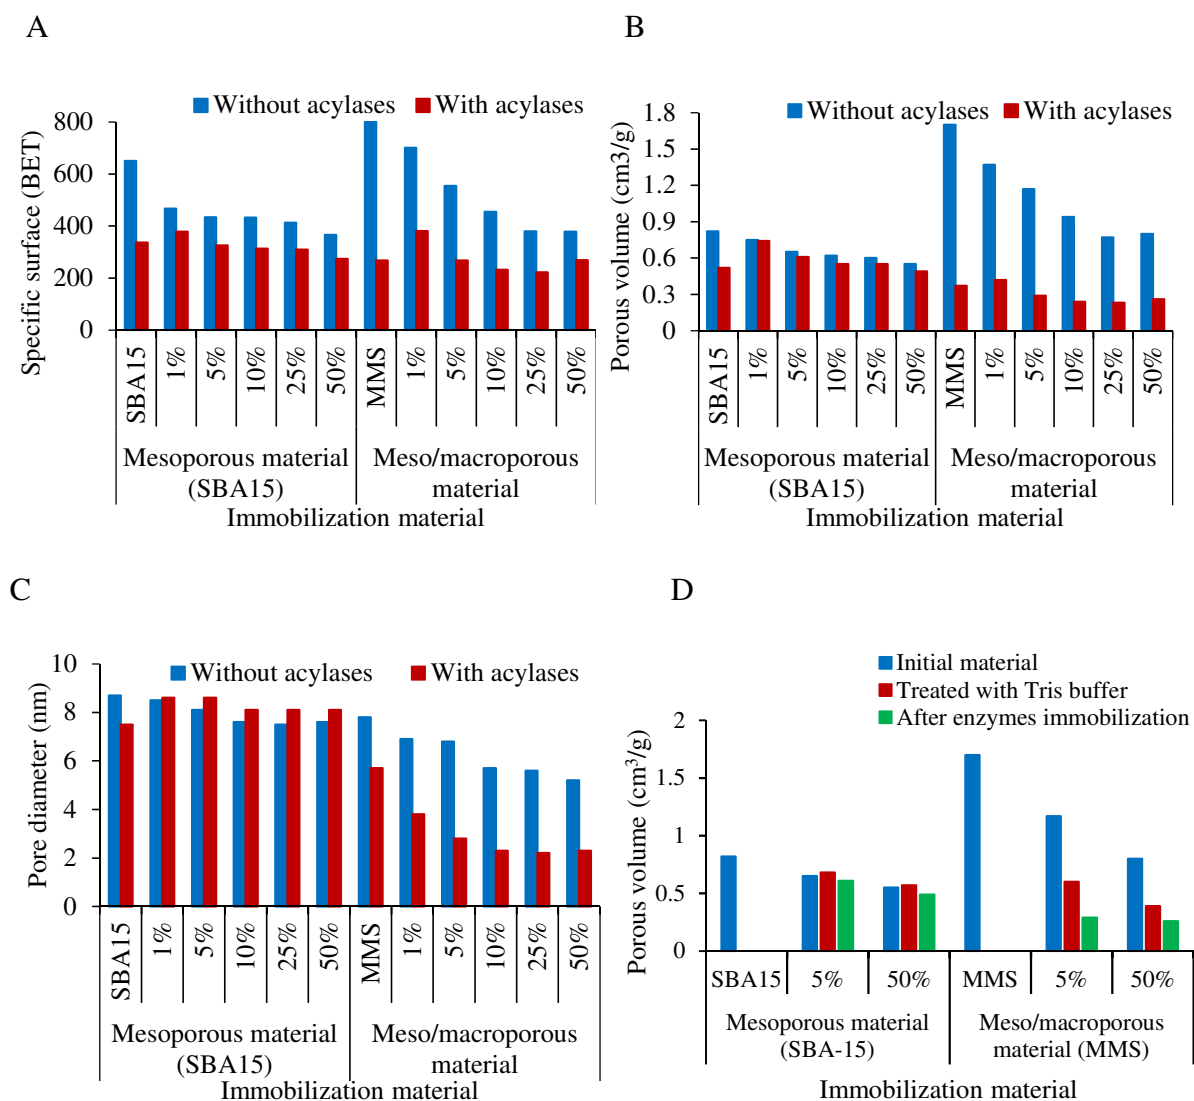 A
Without acylases
With acylases
Specific surface (BET)
800
600
400
200
0
SBA15
1%
5%
10%
25%
50%
MMS
1%
5%
10%
25%
50%
Mesoporous material
(SBA15)
Meso/macroporous
material
Immobilization material
B
Without acylases
With acylases
Porous volume (cm3/g)
1.8
1.5
1.2
0.9
0.6
0.3
0
SBA15
1%
5%
10%
25%
50%
MMS
1%
5%
10%
25%
50%
Mesoporous material
(SBA15)
Meso/macroporous
material
Immobilization material
C
Without acylases
With acylases
Pore diameter (nm)
10
8
6
4
2
0
SBA15
1%
5%
10%
25%
50%
MMS
1%
5%
10%
25%
50%
Mesoporous material
(SBA15)
Meso/macroporous
material
Immobilization material
D
Initial material
Treated with Tris buffer
After enzymes immobilization
Porous volume (cm³/g)
2
1.5
1
0.5
0
SBA15
5%
50%
MMS
5%
50%
Mesoporous material
(SBA-15)
Meso/macroporous
material (MMS)
Immobilization material